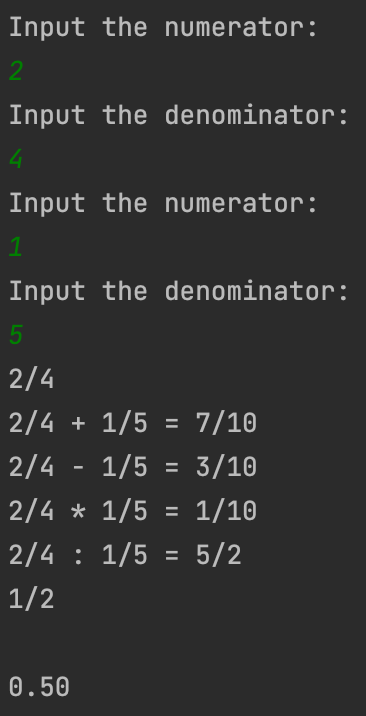 Input the numerator:
2
Input the denominator:
4
Input the numerator:
1
Input the denominator:
5
2/4
2/4 + 1/5 = 7/10
2/4 - 1/5 = 3/10
2/4 * 1/5 = 1/10
2/4 : 1/5 = 5/2
1/2
0.50